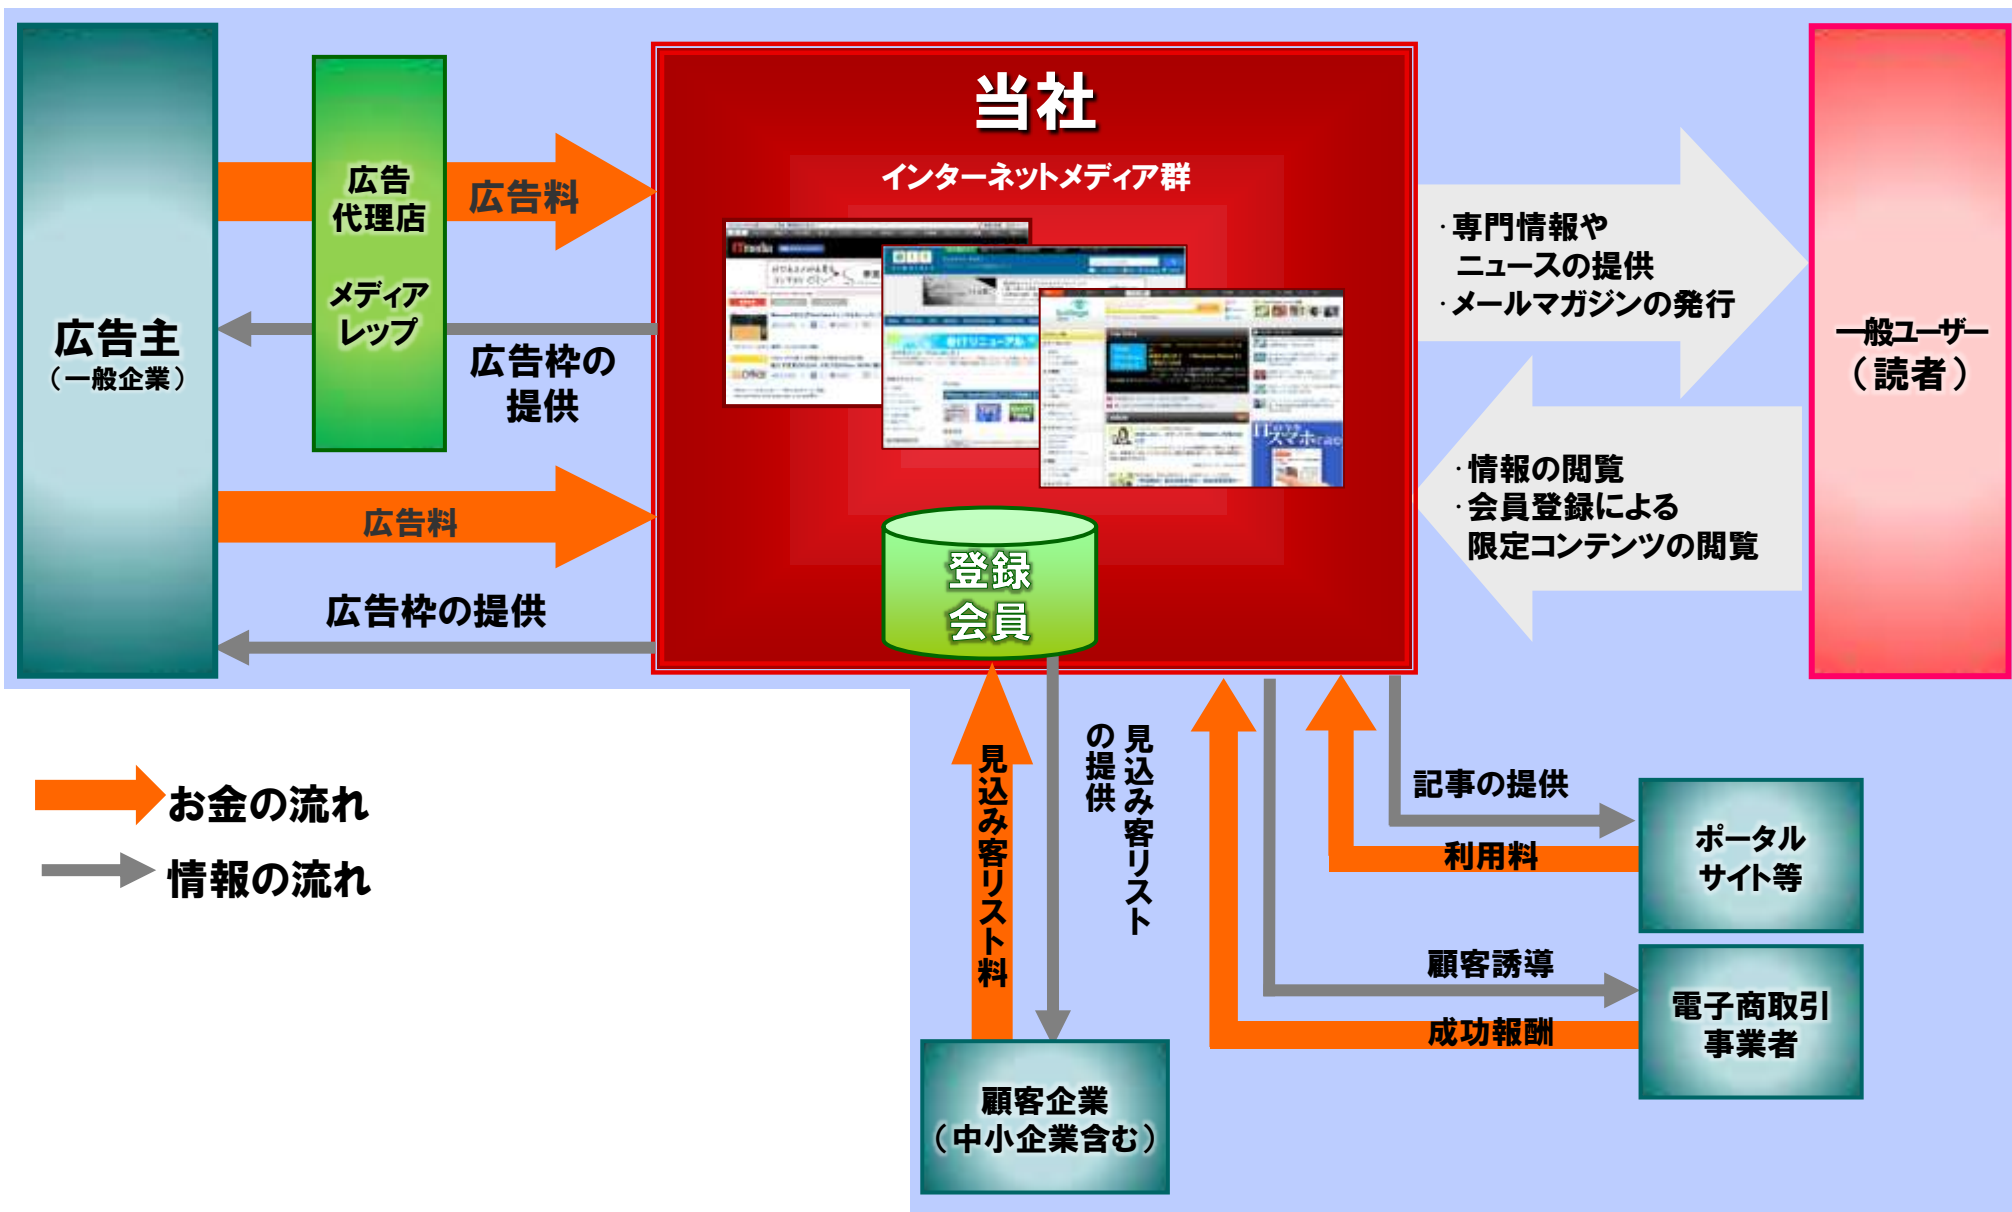 当社
インターネットメディア群
広告
代理店
メディア
レップ
広告料
広告主
（一般企業）
広告枠の
提供
広告料
広告枠の提供
登録
会員
・専門情報や
ニュースの提供
・メールマガジンの発行
一般ユーザー
（読者）
・情報の閲覧
・会員登録による
限定コンテンツの閲覧
お金の流れ
情報の流れ
見込み客リスト料
見込み客リスト
の提供
記事の提供
利用料
ポータル
サイト等
顧客誘導
成功報酬
電子商取引
事業者
顧客企業
（中小企業含む）